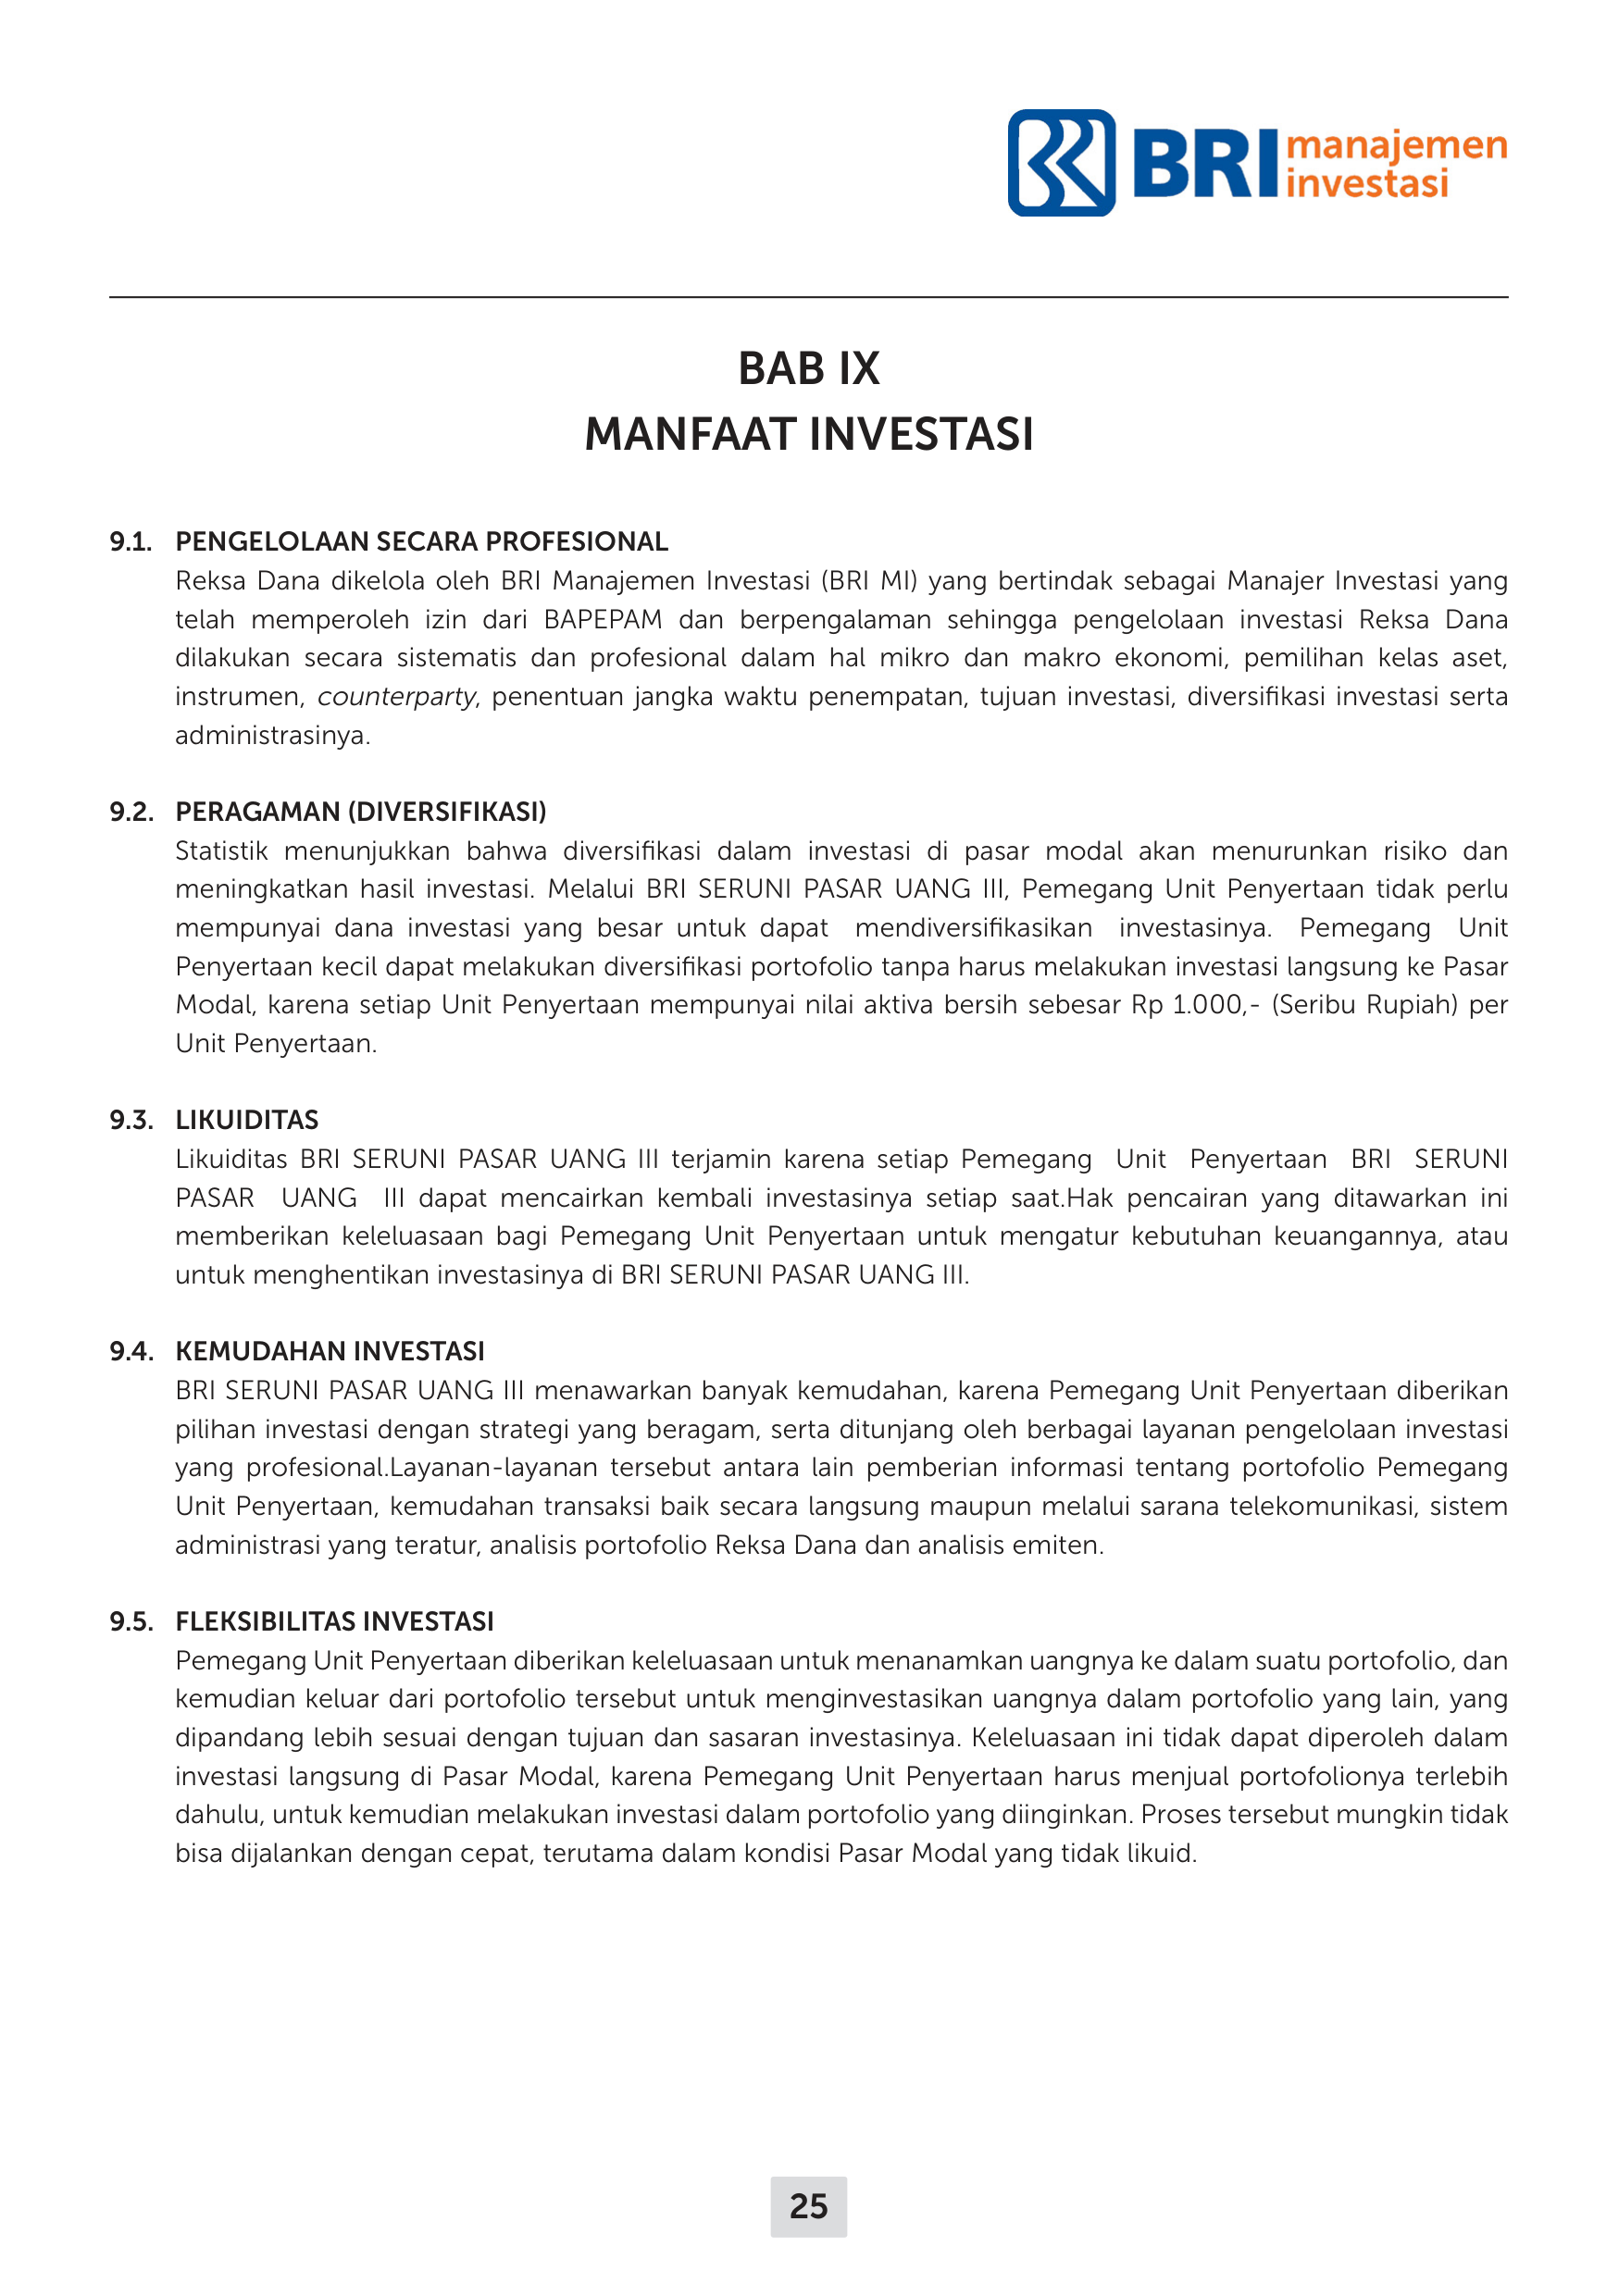 BRI manajemen
investasi
BAB IX
MANFAAT INVESTASI
9.1. PENGELOLAAN SECARA PROFESIONAL
Reksa Dana dikelola oleh BRI Manajemen Investasi (BRI MI) yang bertindak sebagai Manajer Investasi yang
telah memperoleh izin dari BAPEPAM dan berpengalaman sehingga pengelolaan investasi Reksa Dana
dilakukan secara sistematis dan profesional dalam hal mikro dan makro ekonomi, pemilihan kelas aset,
instrumen, counterparty, penentuan jangka waktu penempatan, tujuan investasi, diversifikasi investasi serta
administrasinya.
9.2. PERAGAMAN (DIVERSIFIKASI)
Statistik menunjukkan bahwa diversifikasi dalam investasi di pasar modal akan menurunkan risiko dan
meningkatkan hasil investasi. Melalui BRI SERUNI PASAR UANG III, Pemegang Unit Penyertaan tidak perlu
mempunyai dana investasi yang besar untuk dapat mendiversifikasikan investasinya. Pemegang Unit
Penyertaan kecil dapat melakukan diversifikasi portofolio tanpa harus melakukan investasi langsung ke Pasar
Modal, karena setiap Unit Penyertaan mempunyai nilai aktiva bersih sebesar Rp 1.000,- (Seribu Rupiah) per
Unit Penyertaan.
9.3. LIKUIDITAS
Likuiditas BRI SERUNI PASAR UANG III terjamin karena setiap Pemegang Unit Penyertaan BRI SERUNI
PASAR UANG III dapat mencairkan kembali investasinya setiap saat.Hak pencairan yang ditawarkan ini
memberikan keleluasaan bagi Pemegang Unit Penyertaan untuk mengatur kebutuhan keuangannya, atau
untuk menghentikan investasinya di BRI SERUNI PASAR UANG III.
9.4. KEMUDAHAN INVESTASI
BRI SERUNI PASAR UANG III menawarkan banyak kemudahan, karena Pemegang Unit Penyertaan diberikan
pilihan investasi dengan strategi yang beragam, serta ditunjang oleh berbagai layanan pengelolaan investasi
yang profesional.Layanan-layanan tersebut antara lain pemberian informasi tentang portofolio Pemegang
Unit Penyertaan, kemudahan transaksi baik secara langsung maupun melalui sarana telekomunikasi, sistem
administrasi yang teratur, analisis portofolio Reksa Dana dan analisis emiten.
9.5. FLEKSIBILITAS INVESTASI
Pemegang Unit Penyertaan diberikan keleluasaan untuk menanamkan uangnya ke dalam suatu portofolio, dan
kemudian keluar dari portofolio tersebut untuk menginvestasikan uangnya dalam portofolio yang lain, yang
dipandang lebih sesuai dengan tujuan dan sasaran investasinya. Keleluasaan ini tidak dapat diperoleh dalam
investasi langsung di Pasar Modal, karena Pemegang Unit Penyertaan harus menjual portofolionya terlebih
dahulu, untuk kemudian melakukan investasi dalam portofolio yang diinginkan. Proses tersebut mungkin tidak
bisa dijalankan dengan cepat, terutama dalam kondisi Pasar Modal yang tidak likuid.
25